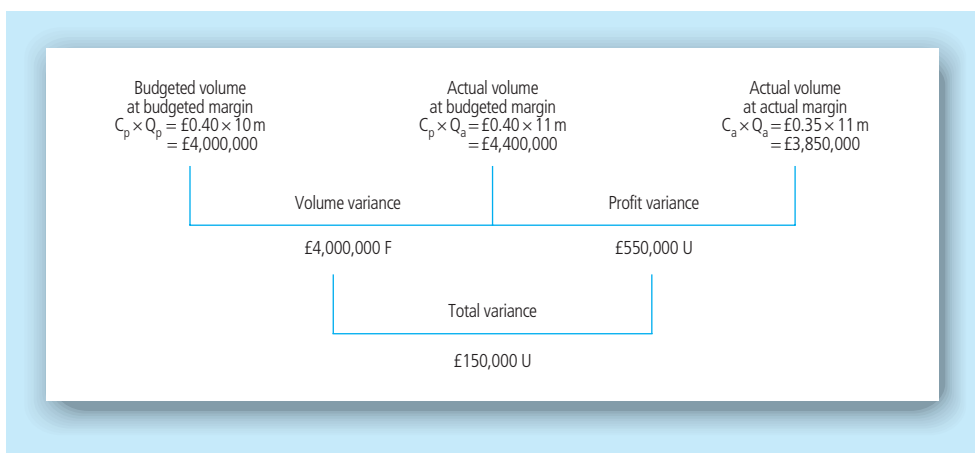 Budgeted volume
at budgeted margin
Cp × Qp = £0.40 × 10 m
= £4,000,000
Actual volume
at budgeted margin
Cp × Qa = £0.40 × 11 m
= £4,400,000
Actual volume
at actual margin
Ca × Qa = £0.35 × 11 m
= £3,850,000
Volume variance
Profit variance
£4,000,000 F
£550,000 U
Total variance
£150,000 U